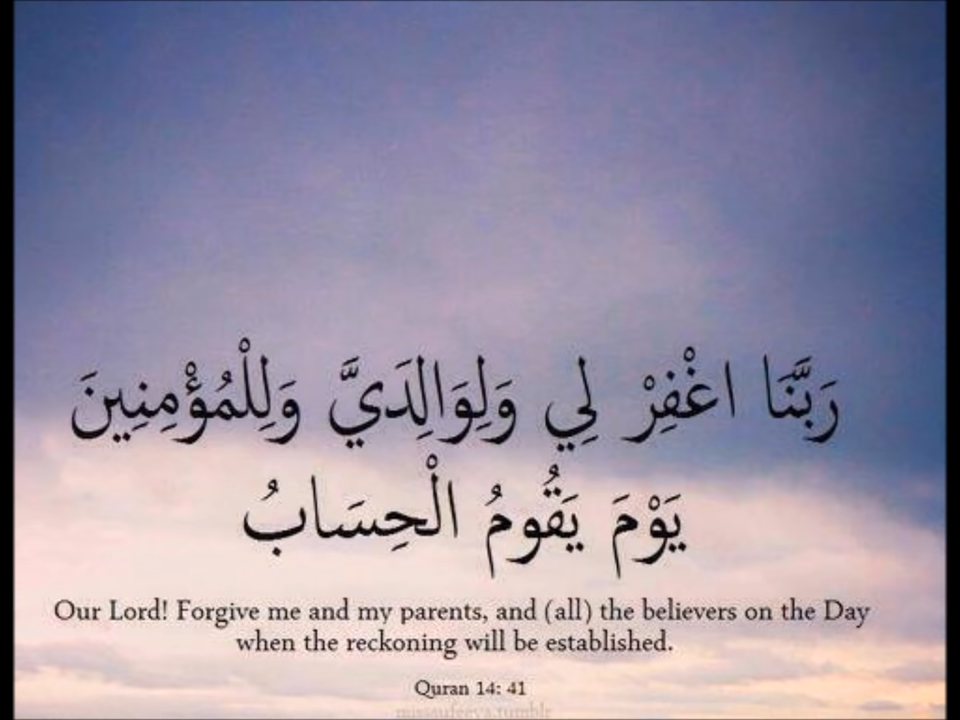 رَبَّنَا اغْفِرْ لِي وَلِوَالِدَيَّ وَلِلْمُؤْمِنِينَ
يَوْمَ يَقُومُ الْحِسَابُ
Our Lord! Forgive me and my parents, and (all) the believers on the Day
when the reckoning will be established.
Quran 14: 41